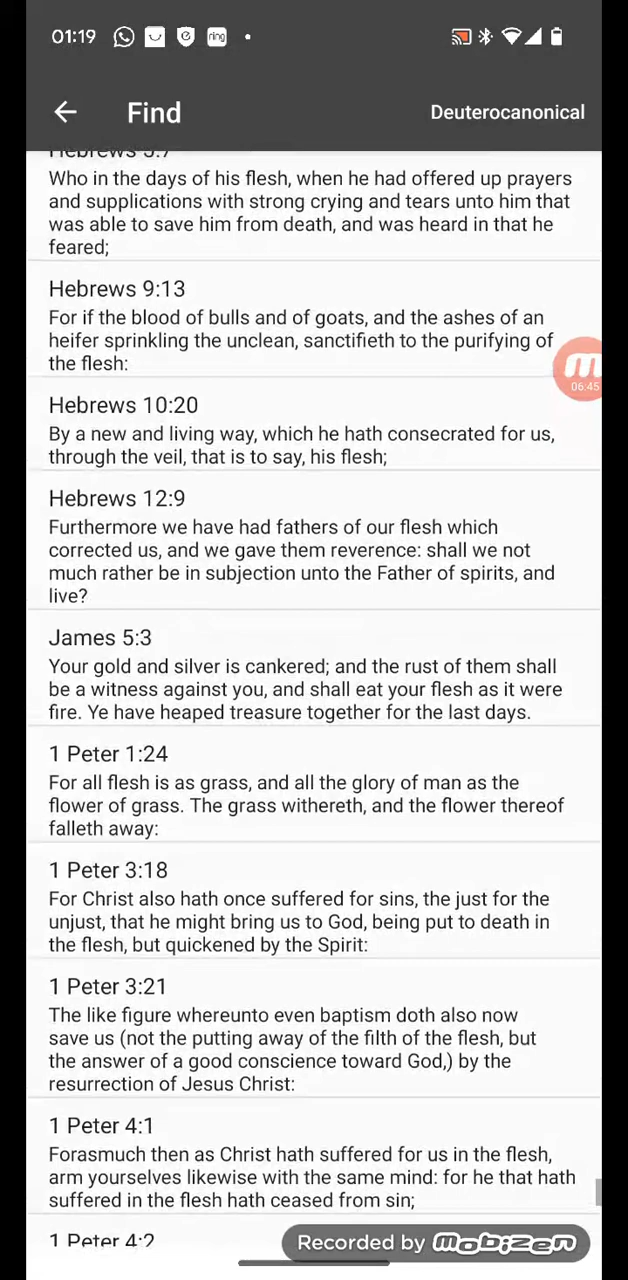 01:19
ring
Find
Deuterocanonical
Hebrews 5:7
Who in the days of his flesh, when he had offered up prayers
and supplications with strong crying and tears unto him that
was able to save him from death, and was heard in that he
feared;
Hebrews 9:13
For if the blood of bulls and of goats, and the ashes of an
heifer sprinkling the unclean, sanctifieth to the purifying of
the flesh:
06:45
Hebrews 10:20
By a new and living way, which he hath consecrated for us,
through the veil, that is to say, his flesh;
Hebrews 12:9
Furthermore we have had fathers of our flesh which
corrected us, and we gave them reverence: shall we not
much rather be in subjection unto the Father of spirits, and
live?
James 5:3
Your gold and silver is cankered; and the rust of them shall
be a witness against you, and shall eat your flesh as it were
fire. Ye have heaped treasure together for the last days.
1 Peter 1:24
For all flesh is as grass, and all the glory of man as the
flower of grass. The grass withereth, and the flower thereof
falleth away:
1 Peter 3:18
For Christ also hath once suffered for sins, the just for the
unjust, that he might bring us to God, being put to death in
the flesh, but quickened by the Spirit:
1 Peter 3:21
The like figure whereunto even baptism doth also now
save us (not the putting away of the filth of the flesh, but
the answer of a good conscience toward God,) by the
resurrection of Jesus Christ:
1 Peter 4:1
Forasmuch then as Christ hath suffered for us in the flesh,
arm yourselves likewise with the same mind: for he that hath
suffered in the flesh hath ceased from sin;
1 Peter 4:2
Recorded by mobizen